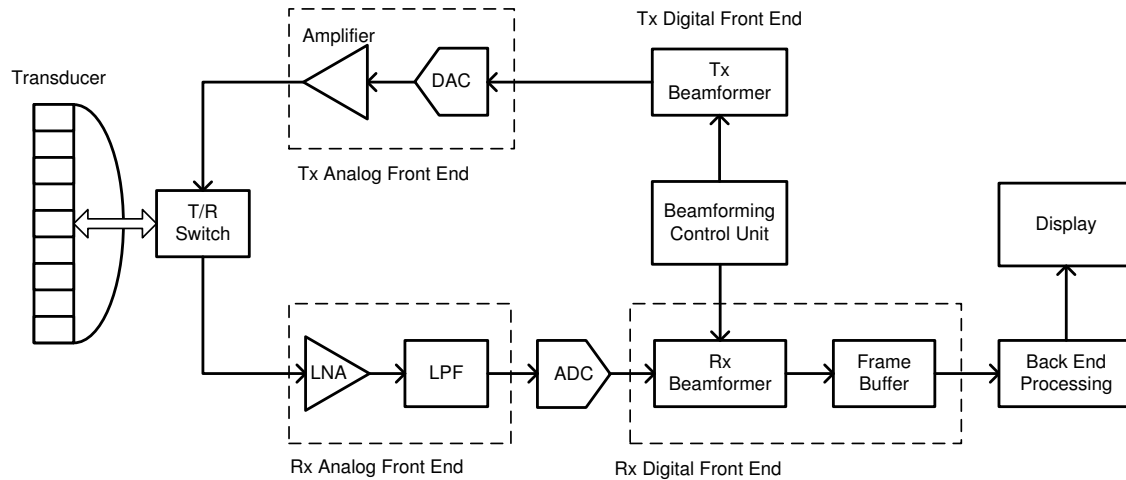 Tx Digital Front End
Amplifier
DAC
Tx
Beamformer
Transducer
Tx Analog Front End
T/R
Switch
Beamforming
Control Unit
Display
LNA
LPF
ADC
Rx
Beamformer
Frame
Buffer
Back End
Processing
Rx Analog Front End
Rx Digital Front End